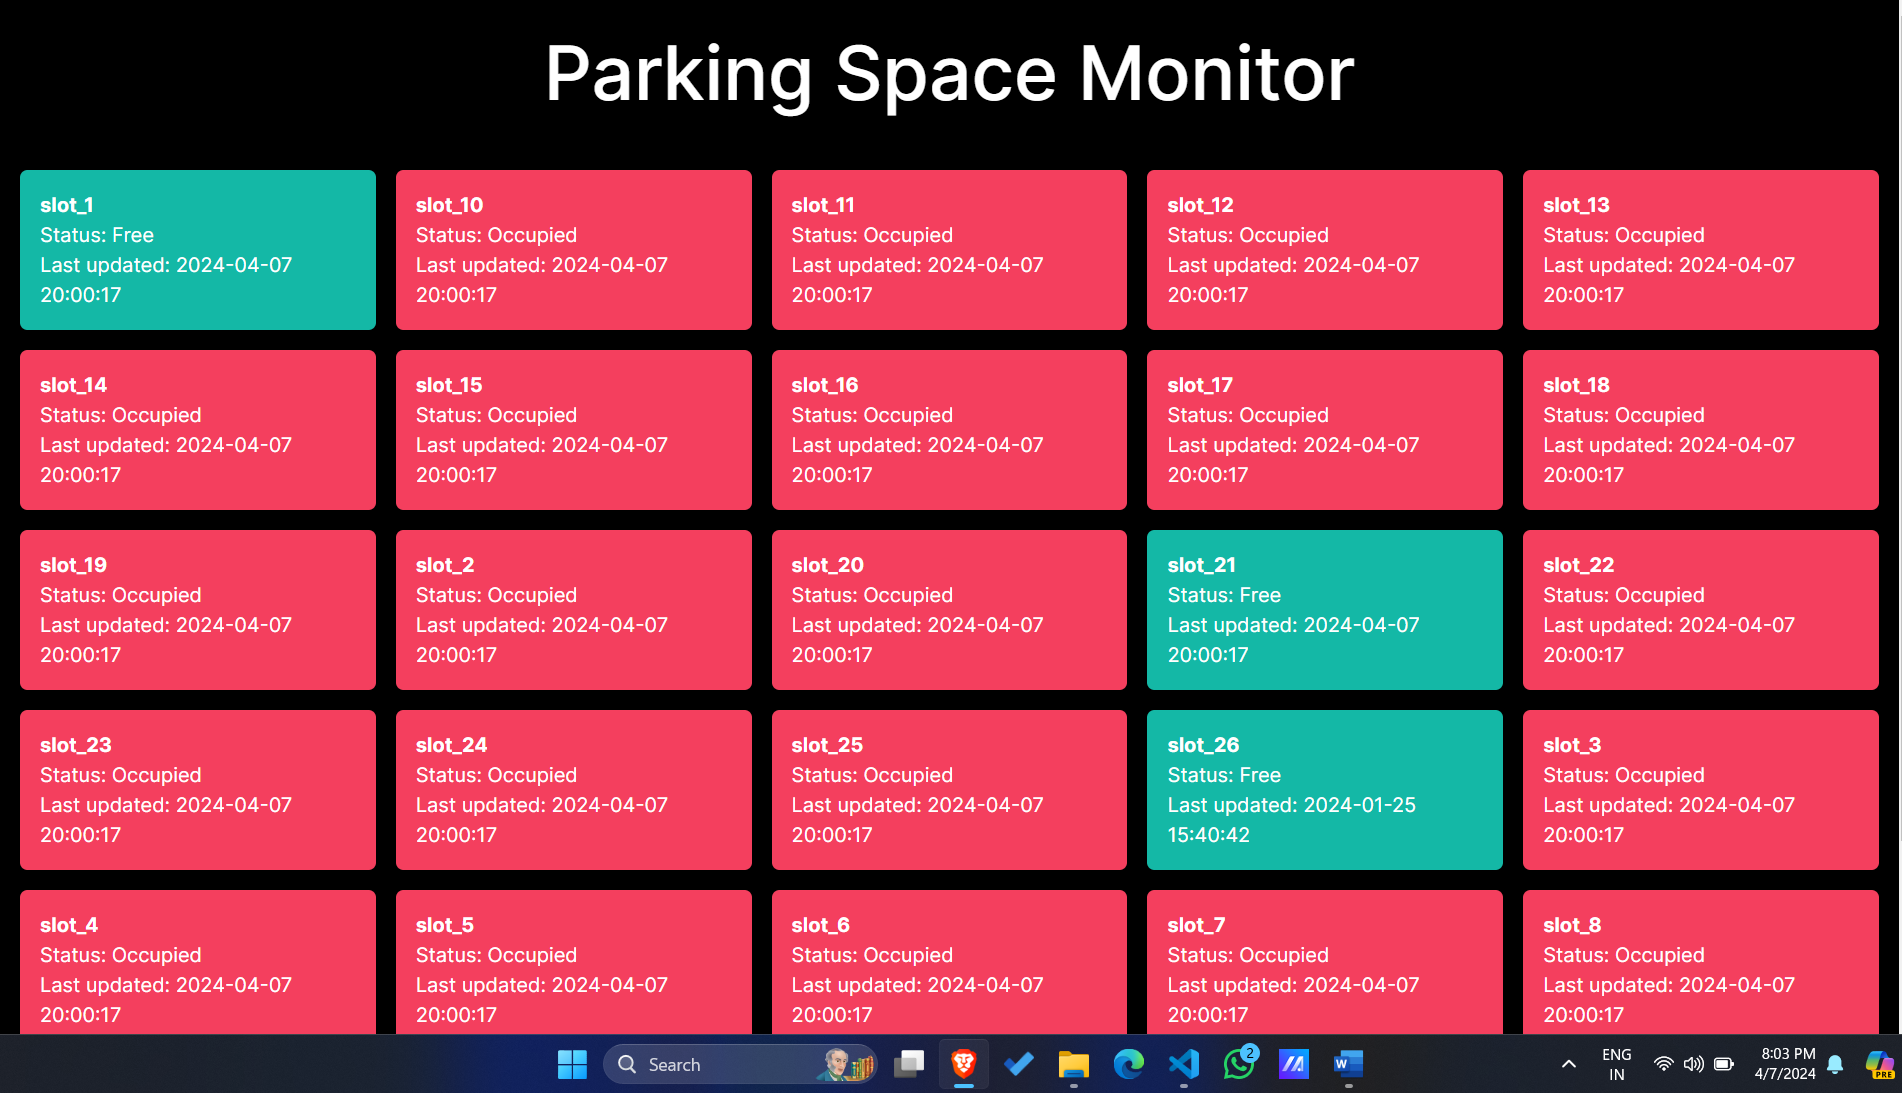 Parking Space Monitor
slot_1
Status: Free
Last updated: 2024-04-07
20:00:17
slot_10
Status: Occupied
Last updated: 2024-04-07
20:00:17
slot_11
Status: Occupied
Last updated: 2024-04-07
20:00:17
slot_12
Status: Occupied
Last updated: 2024-04-07
20:00:17
slot_13
Status: Occupied
Last updated: 2024-04-07
20:00:17
slot_14
Status: Occupied
Last updated: 2024-04-07
20:00:17
slot_15
Status: Occupied
Last updated: 2024-04-07
20:00:17
slot_16
Status: Occupied
Last updated: 2024-04-07
20:00:17
slot_17
Status: Occupied
Last updated: 2024-04-07
20:00:17
slot_18
Status: Occupied
Last updated: 2024-04-07
20:00:17
slot_19
Status: Occupied
Last updated: 2024-04-07
20:00:17
slot_2
Status: Occupied
Last updated: 2024-04-07
20:00:17
slot_20
Status: Occupied
Last updated: 2024-04-07
20:00:17
slot_21
Status: Free
Last updated: 2024-04-07
20:00:17
slot_22
Status: Occupied
Last updated: 2024-04-07
20:00:17
slot_23
Status: Occupied
Last updated: 2024-04-07
20:00:17
slot_24
Status: Occupied
Last updated: 2024-04-07
20:00:17
slot_25
Status: Occupied
Last updated: 2024-04-07
20:00:17
slot_26
Status: Free
Last updated: 2024-01-25
15:40:42
slot_3
Status: Occupied
Last updated: 2024-04-07
20:00:17
slot_4
Status: Occupied
Last updated: 2024-04-07
20:00:17
slot_5
Status: Occupied
Last updated: 2024-04-07
20:00:17
slot_6
Status: Occupied
Last updated: 2024-04-07
20:00:17
slot_7
Status: Occupied
Last updated: 2024-04-07
20:00:17
slot_8
Status: Occupied
Last updated: 2024-04-07
20:00:17
Search
2
W
ENG
IN
8:03 PM
4/7/2024
PRE